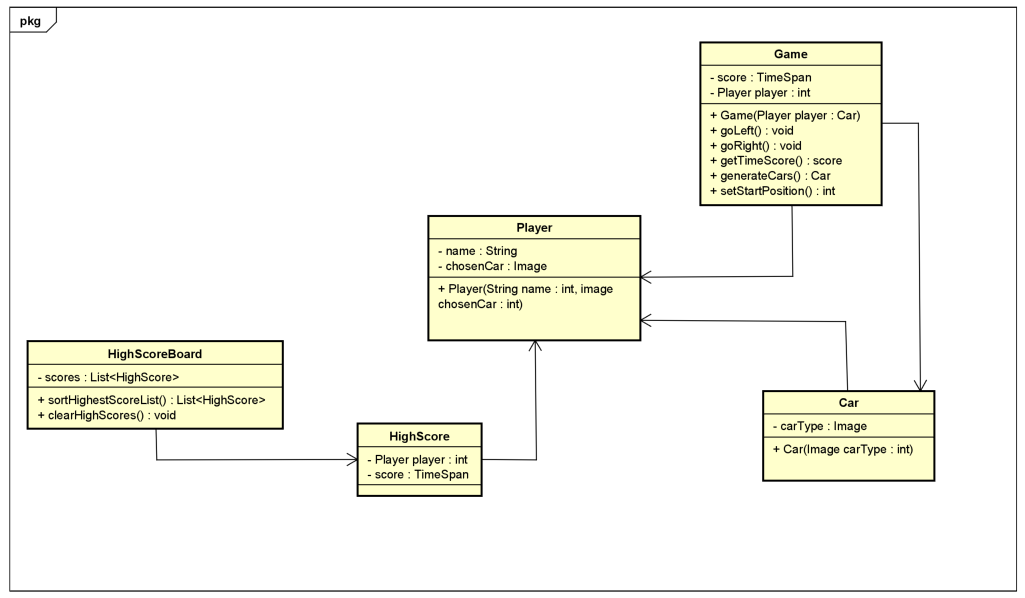 pkg
Game
- score : TimeSpan
- Player player : int
+ Game(Player player : Car)
+ goLeft() : void
+ goRight() : void
+ getTimeScore() : score
+ generateCars() : Car
+ setStartPosition() : int
Player
- name : String
- chosenCar : Image
+ Player(String name : int, image
chosenCar : int)
HighScoreBoard
- scores : List<HighScore>
+ sortHighestScoreList() : List<HighScore>
+ clearHighScores() : void
HighScore
- Player player : int
- score : TimeSpan
Car
- carType : Image
+ Car(Image carType : int)